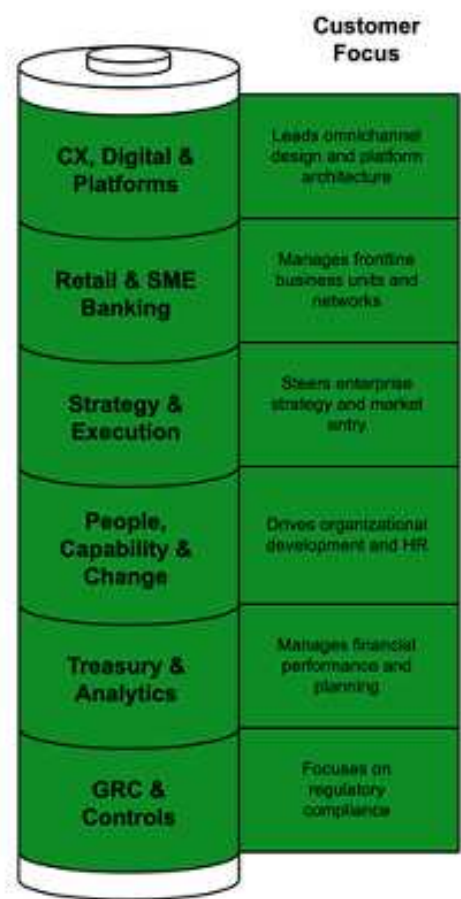 Customer
Focus
CX, Digital &
Platforms
Leads omnichannel
design and platform
architecture
Retail & SME
Banking
Manages frontline
business units and
networks
Strategy &
Execution
Steers enterprise
strategy and market
entry
People,
Capability &
Change
Drives organizational
development and HR
Treasury &
Analytics
Manages financial
performance and
planning
GRC &
Controls
Focuses on
regulatory
compliance